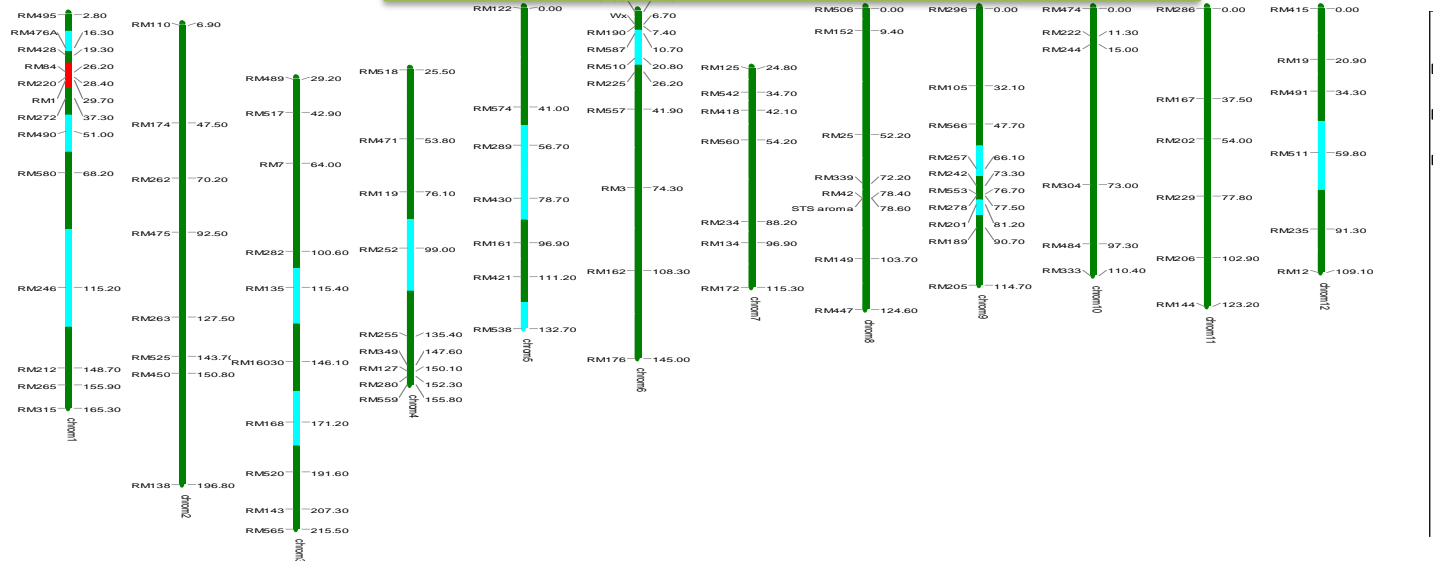 RM495 2.80
RM476A 16.30
RM428 19.30
RM84 26.20
RM220 28.40
RM1 29.70
RM272 37.30
RM490 51.00
RM580 68.20
RM246 115.20
RM212 148.70
RM265 155.90
RM315 165.30
chrom1
RM110 6.90
RM174 47.50
RM262 70.20
RM475 92.50
RM263 127.50
RM525 143.7
RM450 150.80
RM138 196.80
chrom2
RM489 29.20
RM517 42.90
RM7 64.00
RM282 100.60
RM135 115.40
RM16030 146.10
RM168 171.20
RM520 191.60
RM143 207.30
RM565 215.50
chrom3
RM518 25.50
RM471 53.80
RM119 76.10
RM252 99.00
RM255 135.40
RM349 147.60
RM127 150.10
RM280 152.30
RM559 155.80
chrom4
RM122 0.00
RM574 41.00
RM289 56.70
RM430 78.70
RM161 96.90
RM421 111.20
RM538 132.70
chrom5
Wx 6.70
RM190 7.40
RM587 10.70
RM510 20.80
RM225 26.20
RM557 41.90
RM3 74.30
RM162 108.30
RM176 145.00
chrom6
RM125 24.80
RM542 34.70
RM418 42.10
RM560 54.20
RM234 88.20
RM134 96.90
RM172 115.30
chrom7
RM506 0.00
RM152 9.40
RM25 52.20
RM339 72.20
RM42 78.40
STS aroma 78.60
RM149 103.70
RM447 124.60
chrom8
RM296 0.00
RM105 32.10
RM566 47.70
RM257 66.10
RM242 73.30
RM553 76.70
RM278 77.50
RM201 81.20
RM189 90.70
RM205 114.70
chrom9
RM474 0.00
RM222 11.30
RM244 15.00
RM304 73.00
RM484 97.30
RM333 110.40
chrom10
RM286 0.00
RM167 37.50
RM202 54.00
RM229 77.80
RM206 102.90
RM144 123.20
chrom11
RM415 0.00
RM19 20.90
RM491 34.30
RM511 59.80
RM235 91.30
RM12 109.10
chrom12